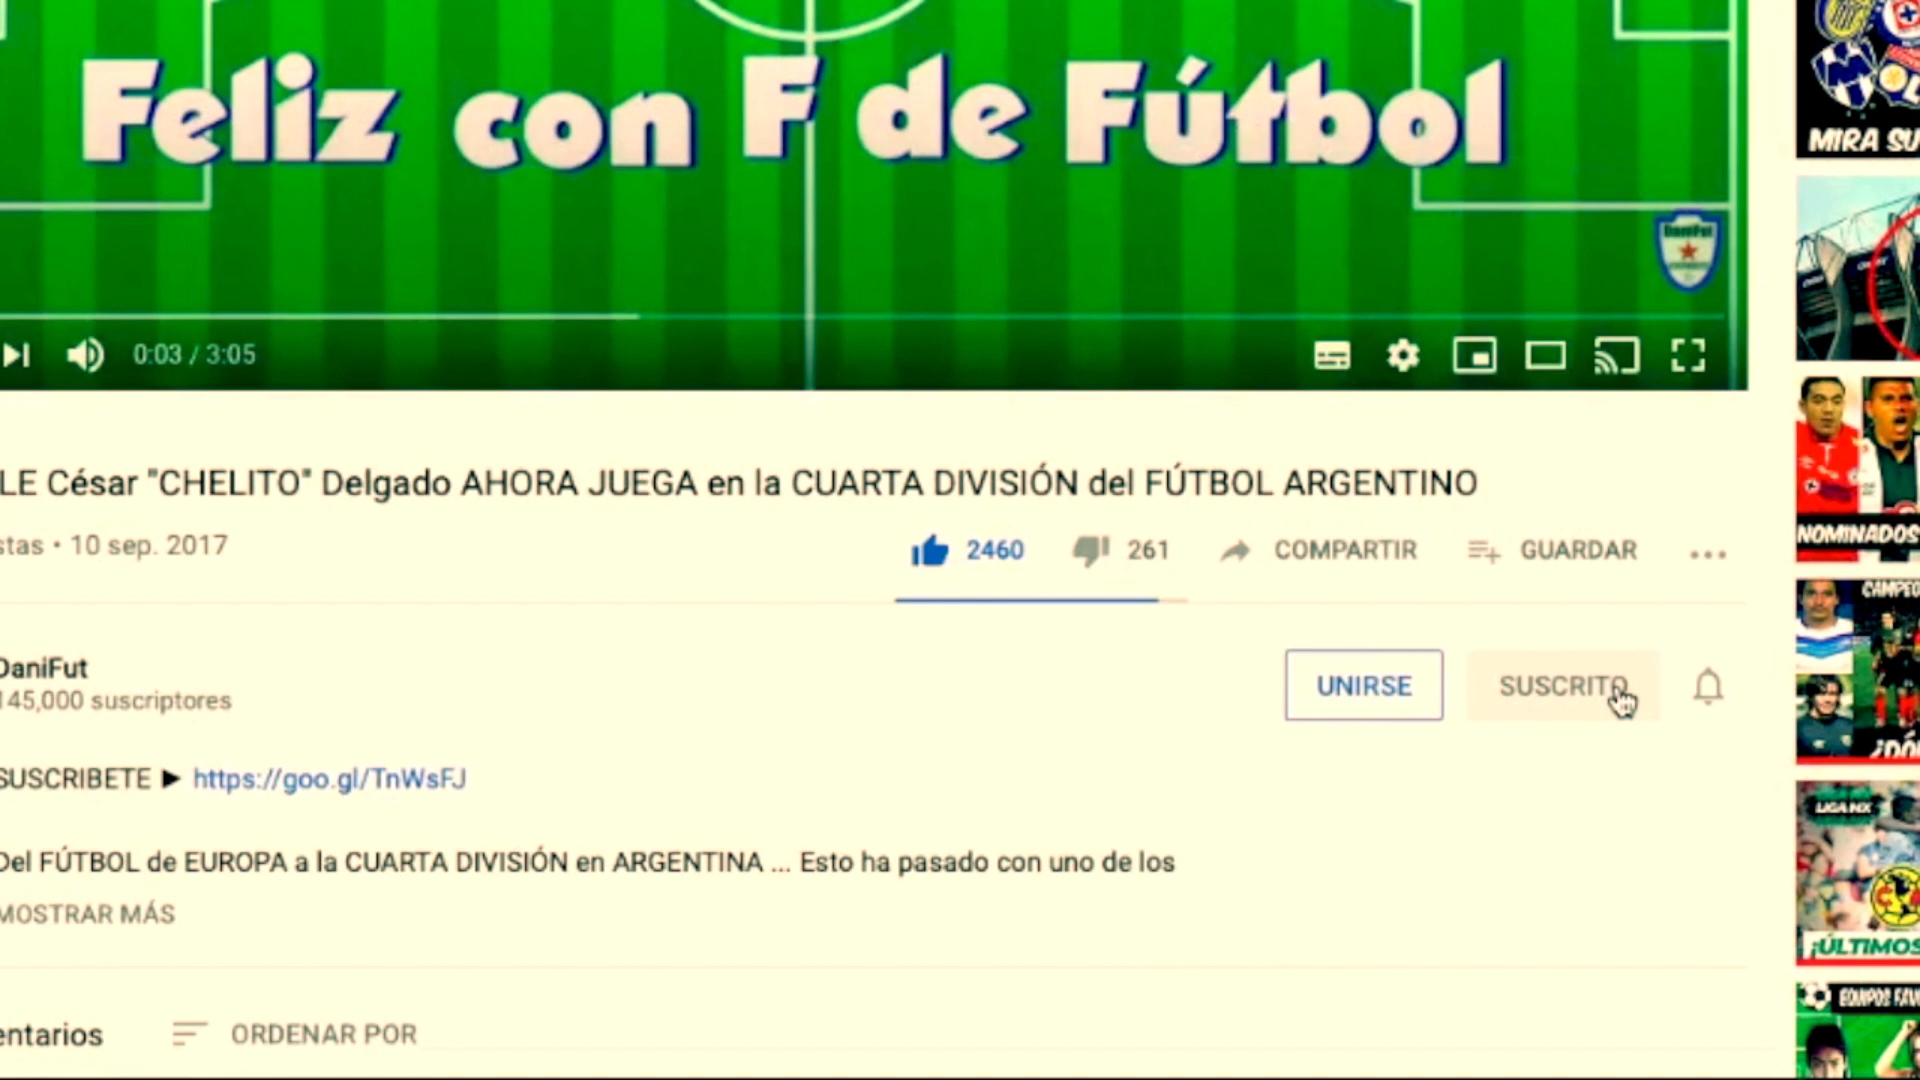 Feliz con F de Fútbol
DaniFut
0:03 / 3:05
LE César "CHELITO" Delgado AHORA JUEGA en la CUARTA DIVISIÓN del FÚTBOL ARGENTINO
stas • 10 sep. 2017
2460 261 COMPARTIR GUARDAR ...
DaniFut
145,000 suscriptores
UNIRSE SUSCRITO
SUSCRIBETE ► https://goo.gl/TnWsFJ
Del FÚTBOL de EUROPA a la CUARTA DIVISIÓN en ARGENTINA ... Esto ha pasado con uno de los
MOSTRAR MÁS
entarios ORDENAR POR
MIRA SU
NOMINADOS
CAMPEO
¿DÓN
LIGA MX
¡ÚLTIMOS
EQUIPOS FAV